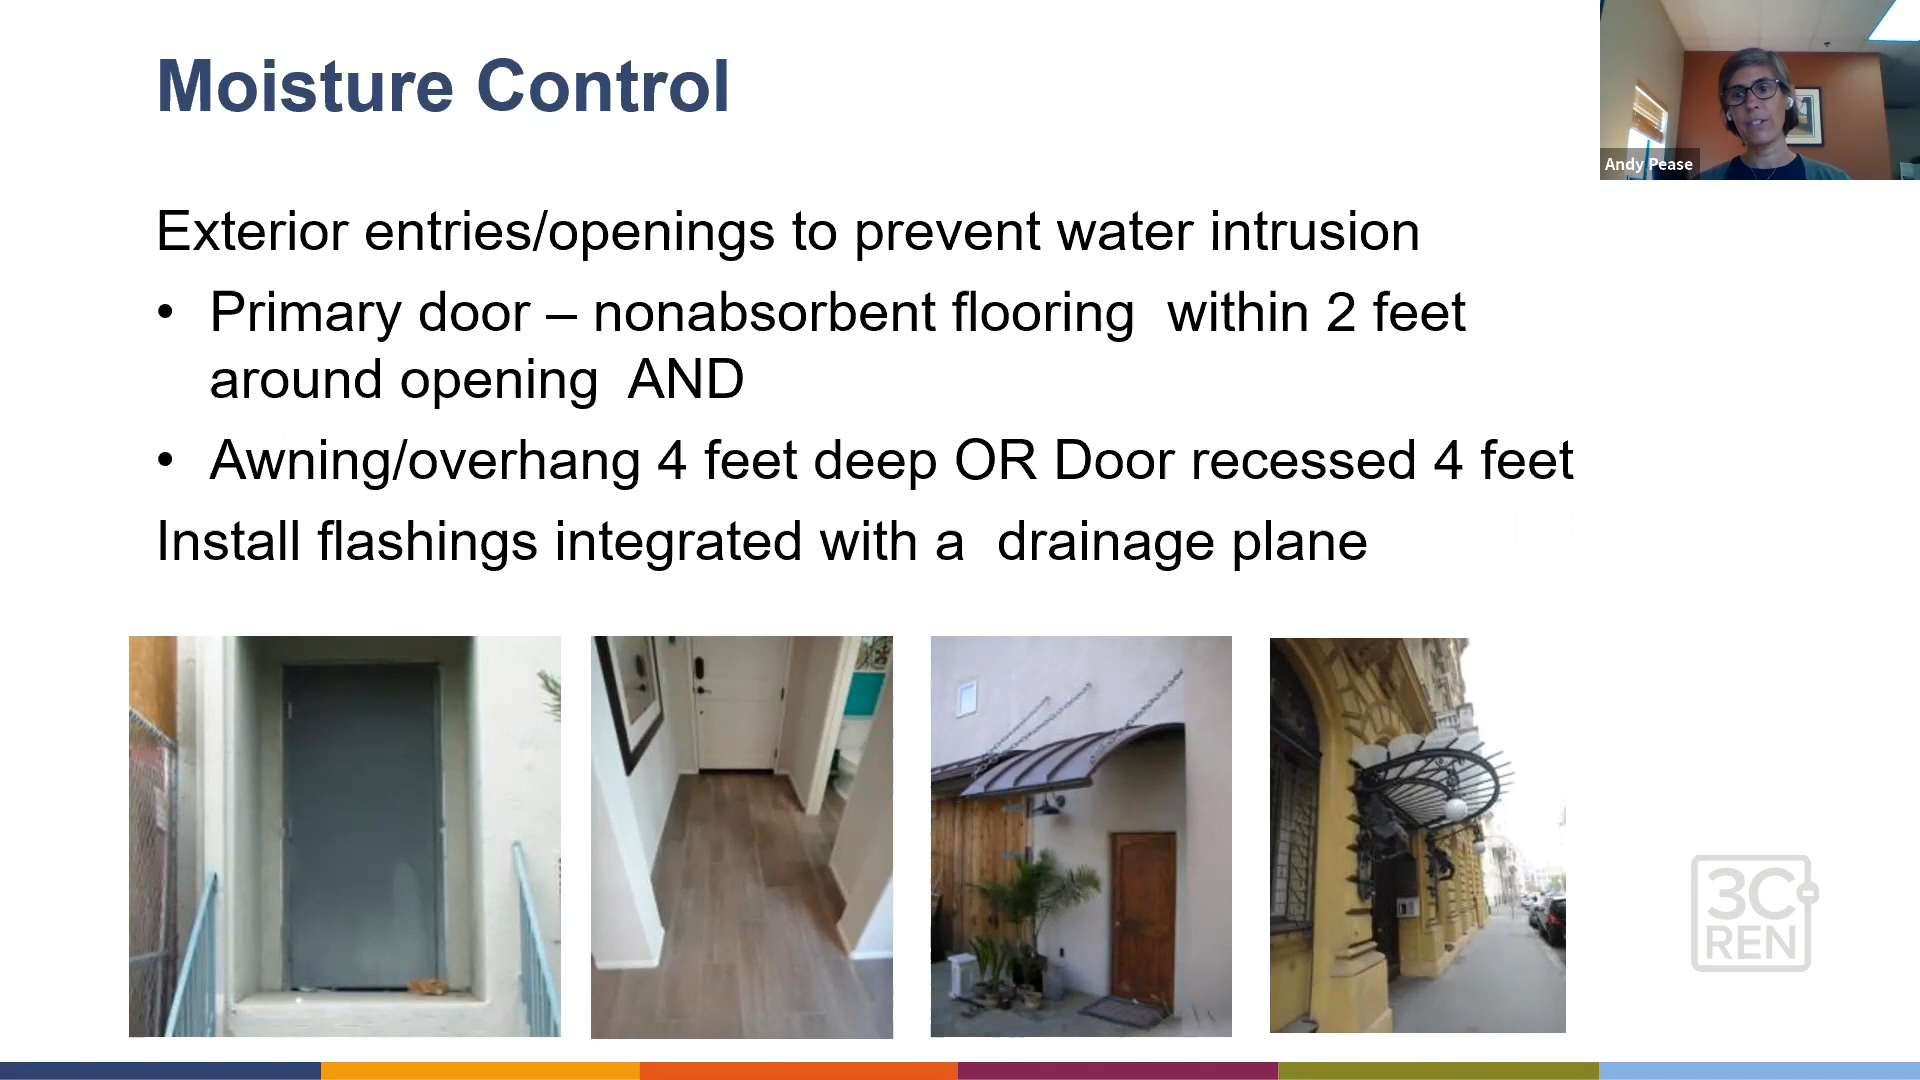 Moisture Control
Andy Pease
Exterior entries/openings to prevent water intrusion
• Primary door – nonabsorbent flooring within 2 feet
around opening AND
• Awning/overhang 4 feet deep OR Door recessed 4 feet
Install flashings integrated with a drainage plane
3C
REN